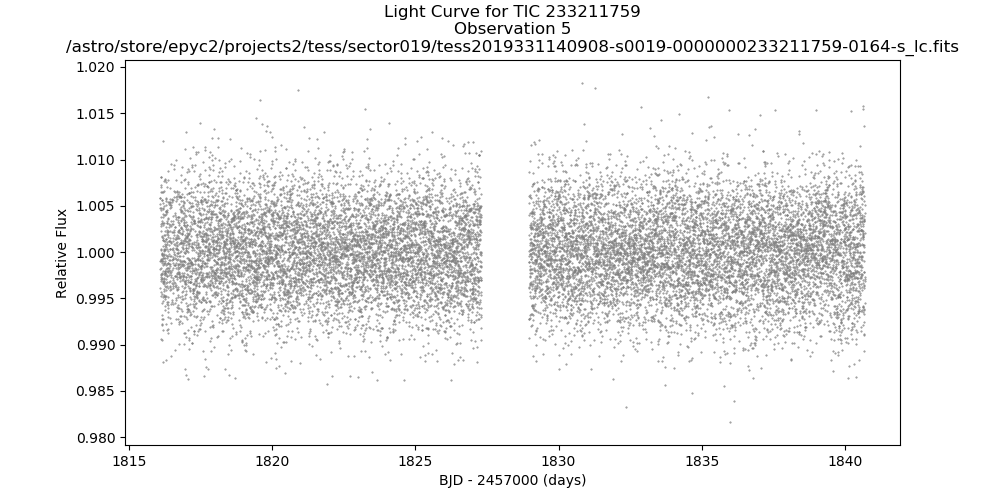 Light Curve for TIC 233211759
Observation 5
/astro/store/epyc2/projects2/tess/sector019/tess2019331140908-s0019-0000000233211759-0164-s_lc.fits
1.020
1.015
1.010
1.005
1.000
0.995
0.990
0.985
0.980
Relative Flux
1815 1820 1825 1830 1835 1840
BJD - 2457000 (days)